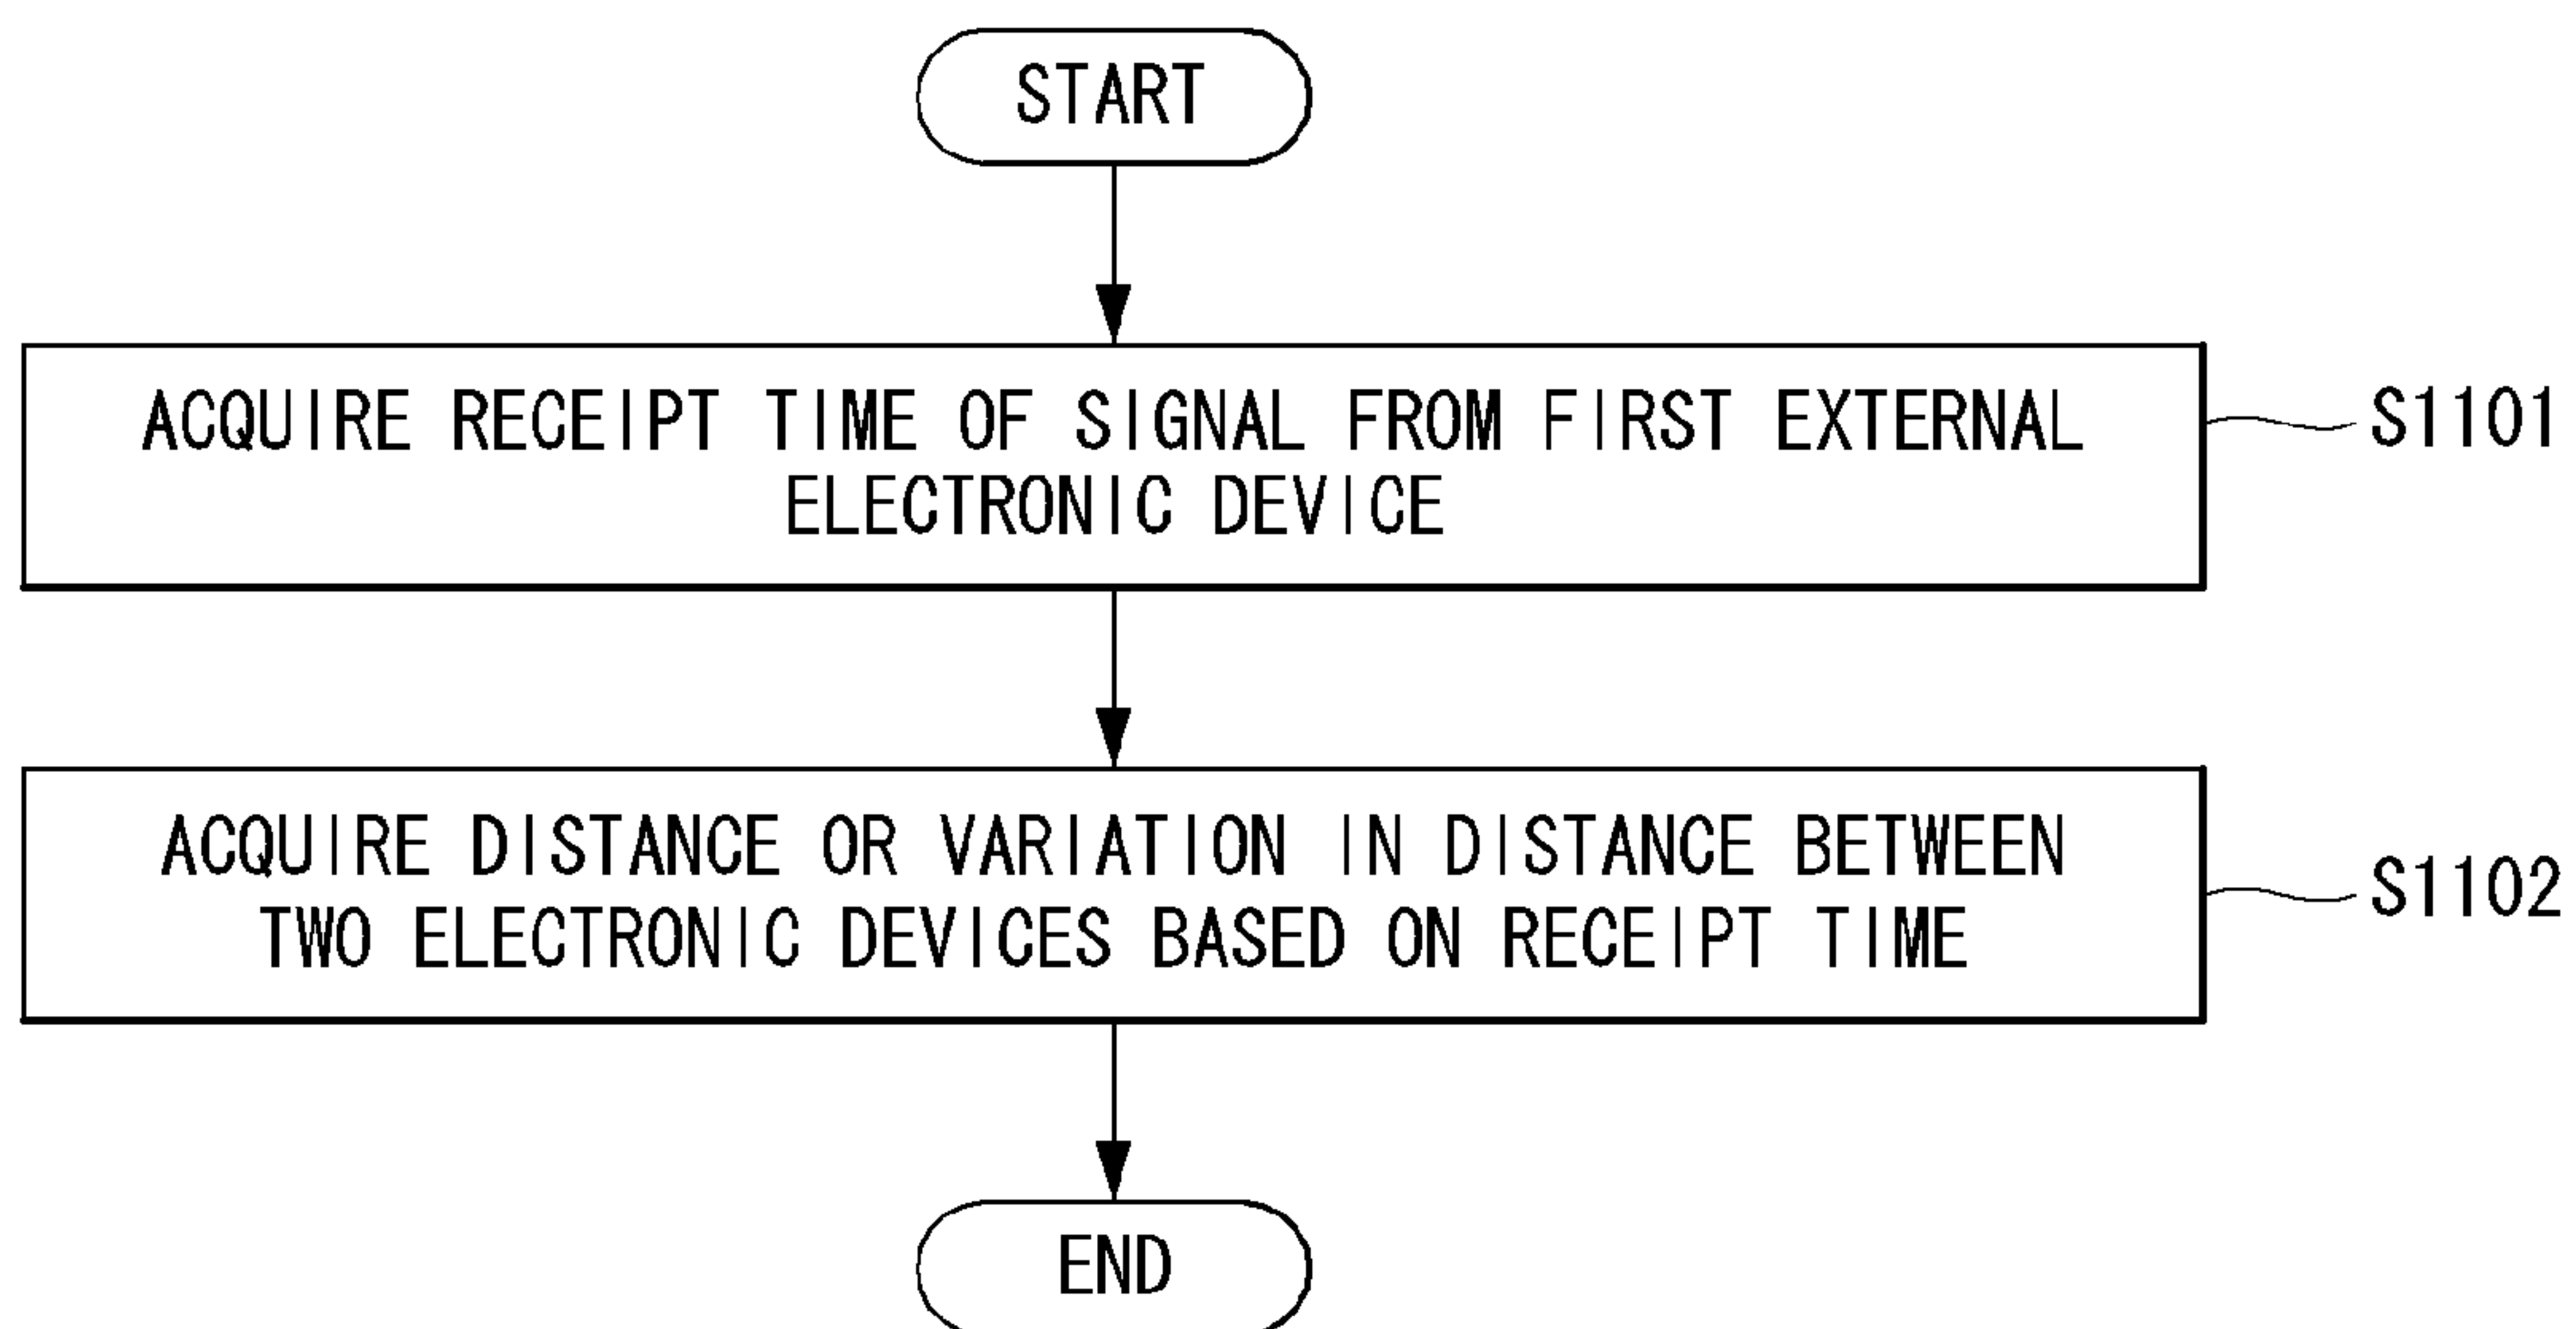 START
ACQUIRE RECEIPT TIME OF SIGNAL FROM FIRST EXTERNAL
ELECTRONIC DEVICE
S1101
ACQUIRE DISTANCE OR VARIATION IN DISTANCE BETWEEN
TWO ELECTRONIC DEVICES BASED ON RECEIPT TIME
S1102
END